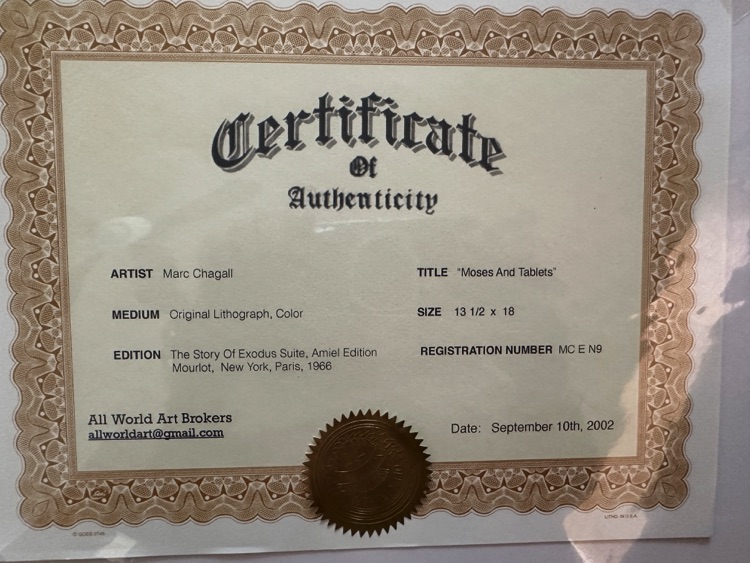 Certificate
Of
Authenticity
ARTIST Marc Chagall
TITLE "Moses And Tablets"
MEDIUM Original Lithograph, Color
SIZE 13 1/2 x 18
EDITION The Story Of Exodus Suite, Amiel Edition
Mourlot, New York, Paris, 1966
REGISTRATION NUMBER MC E N9
All World Art Brokers
allworldart@gmail.com
Date: September 10th, 2002
LITHO. IN U.S.A.